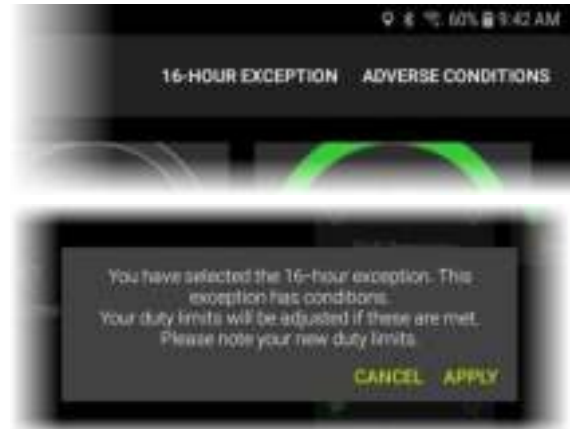 60% 9:42 AM
16-HOUR EXCEPTION ADVERSE CONDITIONS
You have selected the 16-hour exception. This
exception has conditions.
Your duty limits will be adjusted if these are met.
Please note your new duty limits.
CANCEL APPLY